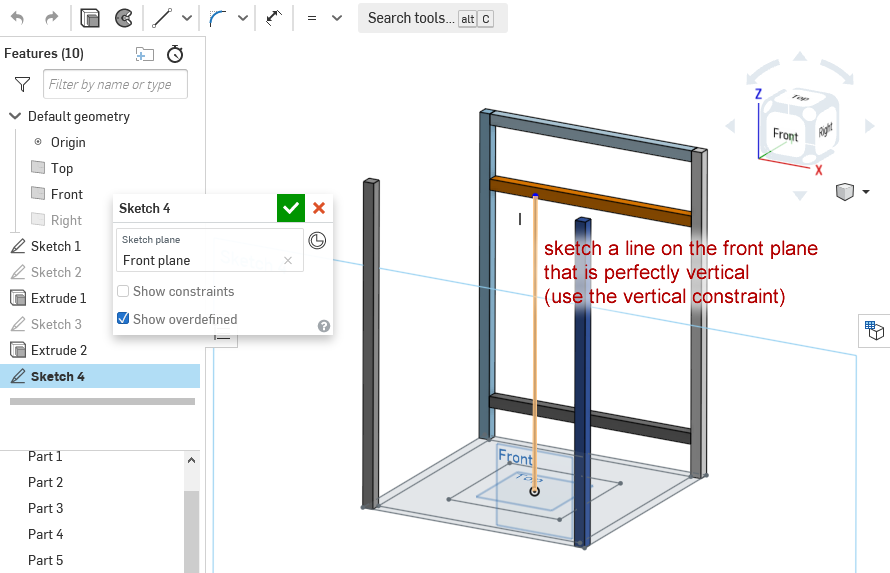 Search tools... alt C
Features (10)
Filter by name or type
Default geometry
Origin
Top
Front
Right
Sketch 1
Sketch 2
Extrude 1
Sketch 3
Extrude 2
Sketch 4
Part 1
Part 2
Part 3
Part 4
Part 5
Sketch 4
Sketch plane
Front plane
Show constraints
Show overdefined
sketch a line on the front plane
that is perfectly vertical
(use the vertical constraint)
Front
Top
Z
Top
Front
Right
X